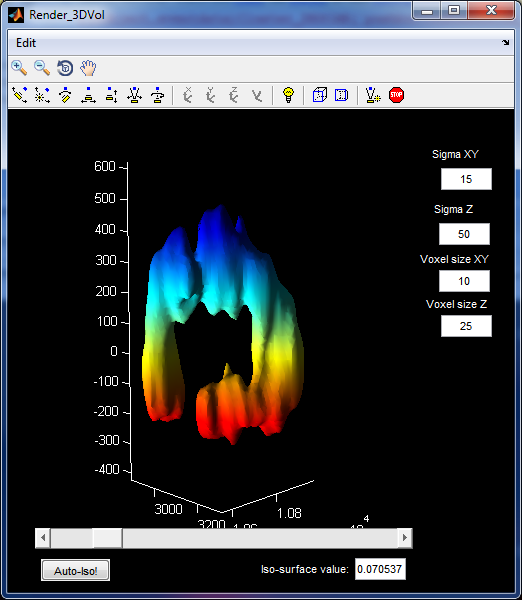 Render_3DVol
Edit
X Y Z
STOP
Sigma XY
15
Sigma Z
50
Voxel size XY
10
Voxel size Z
25
600
500
400
300
200
100
0
-100
-200
-300
-400
3000
3200
1.06
1.08
4
Auto-Iso!
Iso-surface value: 0.070537